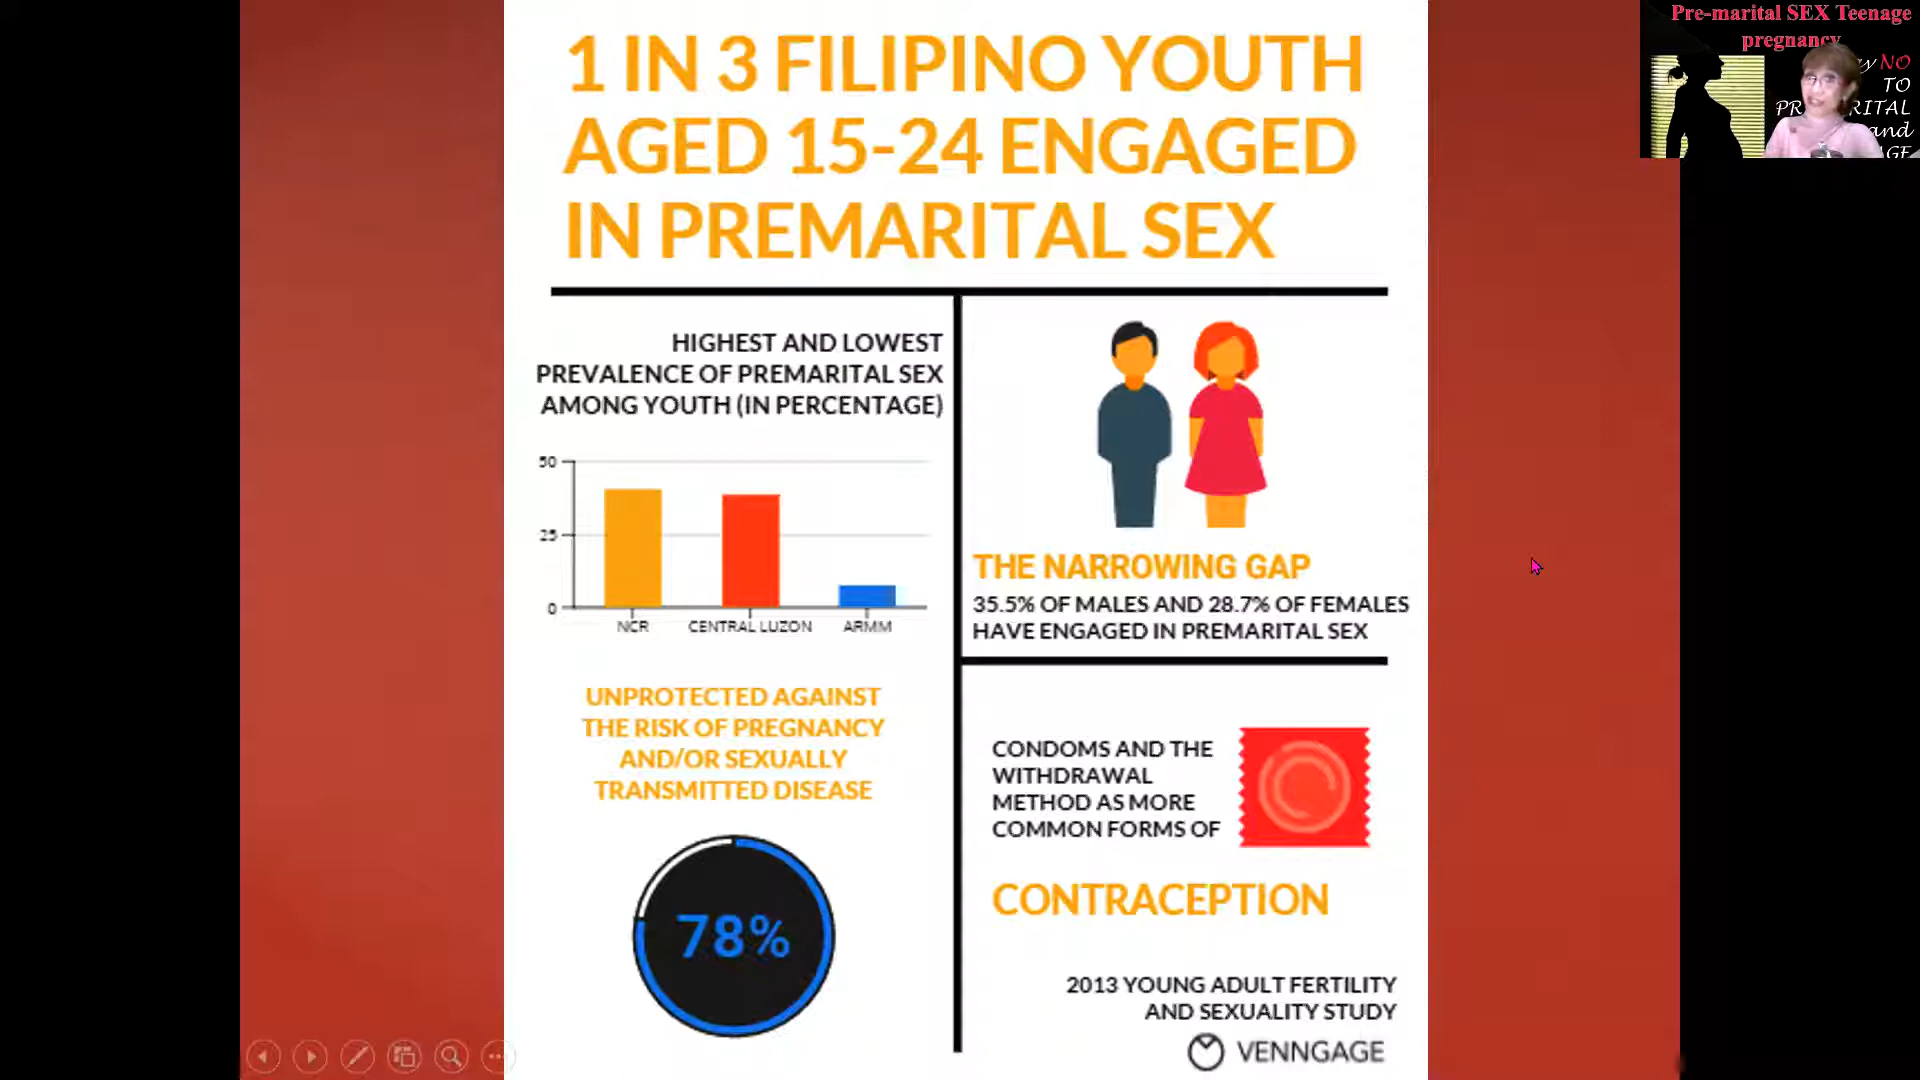 1 IN 3 FILIPINO YOUTH
AGED 15-24 ENGAGED
IN PREMARITAL SEX
HIGHEST AND LOWEST
PREVALENCE OF PREMARITAL SEX
AMONG YOUTH (IN PERCENTAGE)
50
25
0
NCR
CENTRAL LUZON
ARMM
THE NARROWING GAP
35.5% OF MALES AND 28.7% OF FEMALES
HAVE ENGAGED IN PREMARITAL SEX
UNPROTECTED AGAINST
THE RISK OF PREGNANCY
AND/OR SEXUALLY
TRANSMITTED DISEASE
78%
CONDOMS AND THE
WITHDRAWAL
METHOD AS MORE
COMMON FORMS OF
CONTRACEPTION
2013 YOUNG ADULT FERTILITY
AND SEXUALITY STUDY
VENNGAGE
Pre-marital SEX Teenage
pregnancy
NO
TO
and